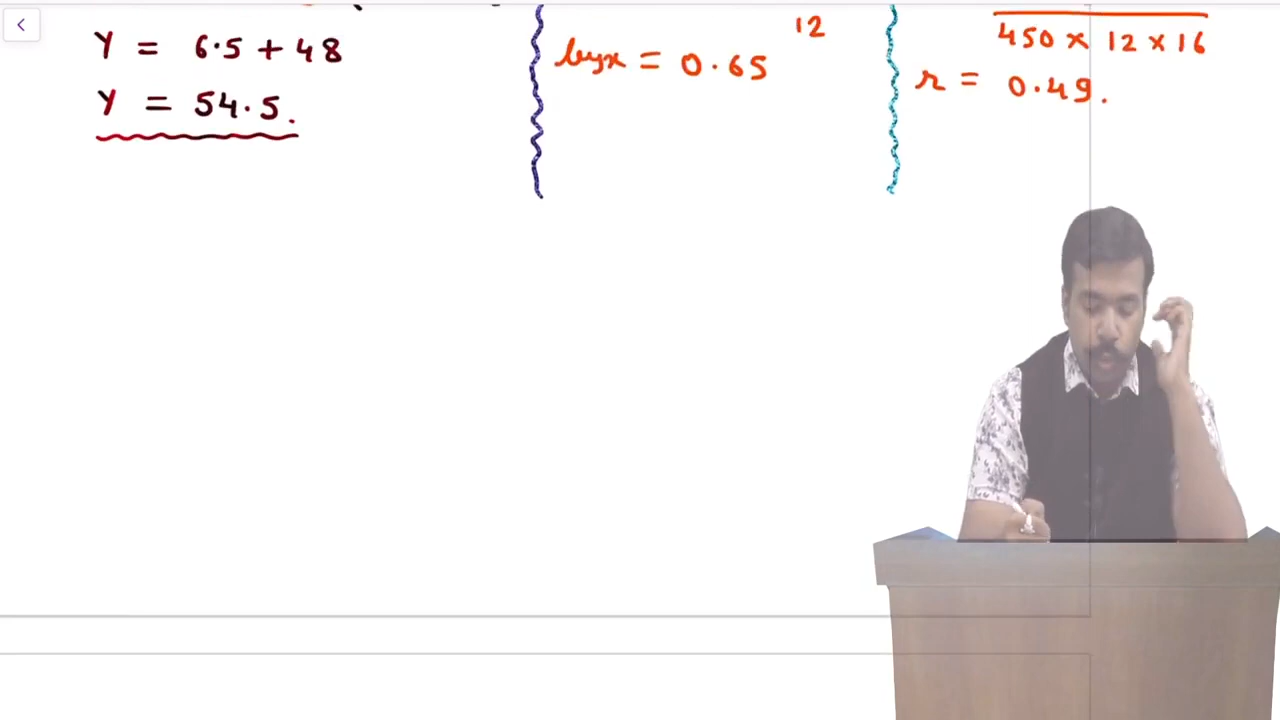 Y = 6.5 + 48
Y = 54.5.
12
byx = 0.65
450 × 12 × 16
r = 0.49.